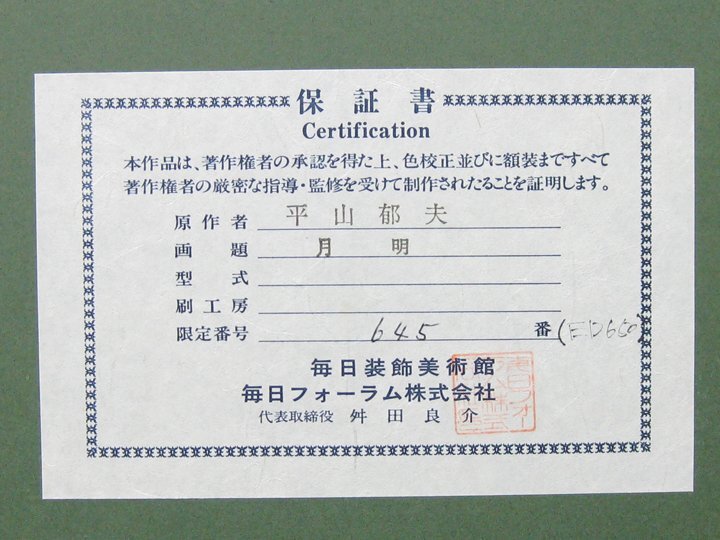 保証書
Certification
本作品は、著作権者の承認を得た上、色校正並びに額装まですべて
著作権者の厳密な指導・監修を受けて制作されたることを証明します。
原作者 平山郁夫
画題 月明
型式
刷工房
限定番号 645 番 (ED650)
毎日装飾美術館
毎日フォーラム株式会社
代表取締役 舛田良介